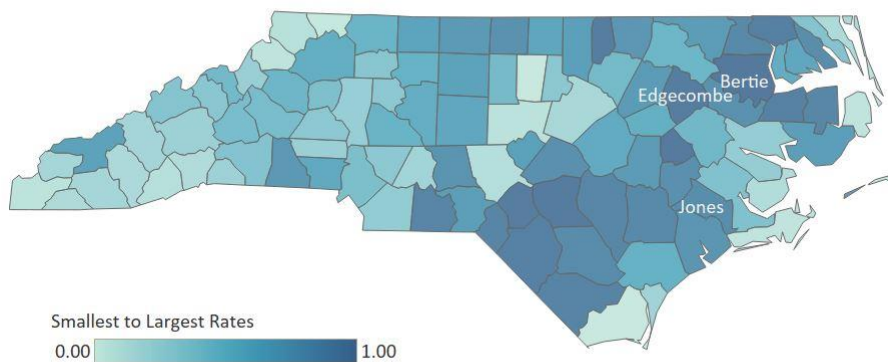 Bertie
Edgecombe
Jones
Smallest to Largest Rates
0.00 1.00